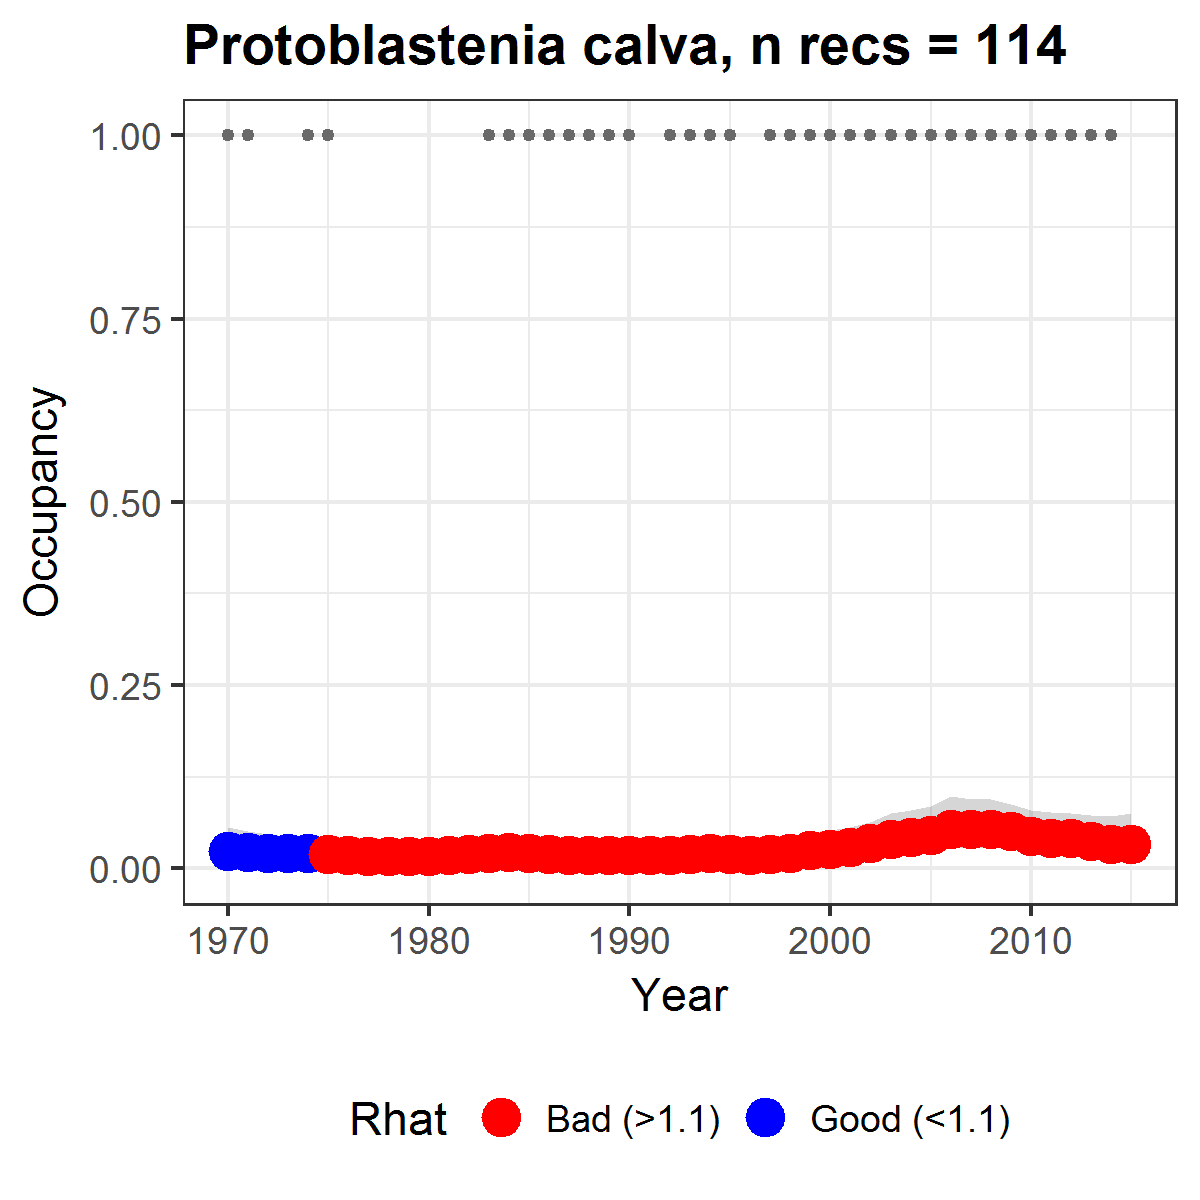 Protoblastenia calva, n recs = 114
1.00
0.75
0.50
0.25
0.00
Occupancy
1970 1980 1990 2000 2010
Year
Rhat Bad (>1.1) Good (<1.1)